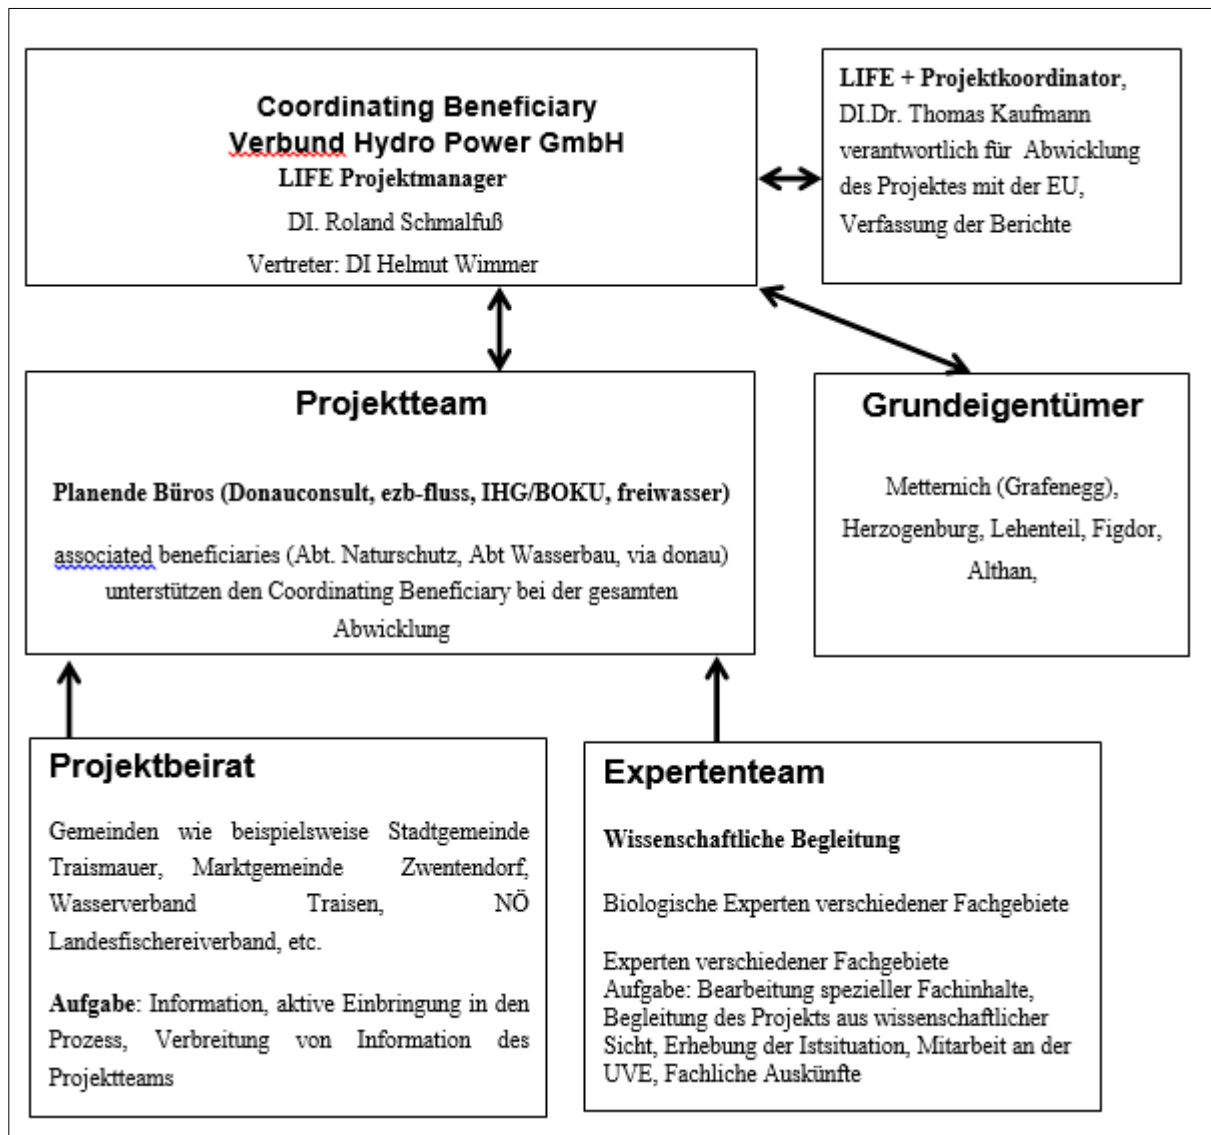 Coordinating Beneficiary
Verbund Hydro Power GmbH
LIFE Projektmanager
DI. Roland Schmalfuß
Vertreter: DI Helmut Wimmer
LIFE + Projektkoordinator,
DI.Dr. Thomas Kaufmann
verantwortlich für Abwicklung
des Projektes mit der EU,
Verfassung der Berichte
Projektteam
Planende Büros (Donauconsult, ezb-fluss, IHG/BOKU, freiwasser)
associated beneficiaries (Abt. Naturschutz, Abt Wasserbau, via donau)
unterstützen den Coordinating Beneficiary bei der gesamten
Abwicklung
Grundeigentümer
Metternich (Grafenegg),
Herzogenburg, Lehenteil, Figdor,
Althan,
Projektbeirat
Gemeinden wie beispielsweise Stadtgemeinde
Traismauer, Marktgemeinde Zwentendorf,
Wasserverband Traisen, NÖ
Landesfischereiverband, etc.
Aufgabe: Information, aktive Einbringung in den
Prozess, Verbreitung von Information des
Projektteams
Expertenteam
Wissenschaftliche Begleitung
Biologische Experten verschiedener Fachgebiete
Experten verschiedener Fachgebiete
Aufgabe: Bearbeitung spezieller Fachinhalte,
Begleitung des Projekts aus wissenschaftlicher
Sicht, Erhebung der Istsituation, Mitarbeit an der
UVE, Fachliche Auskünfte